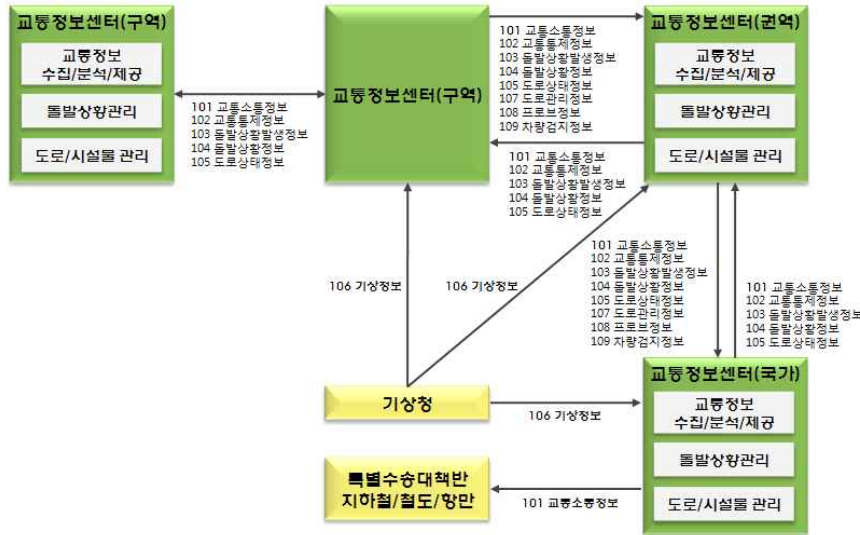 교통정보센터(구역)
교통정보
수집/분석/제공
돌발상황관리
도로/시설물 관리
101 교통소통정보
102 교통통제정보
103 돌발상황발생정보
104 돌발상황정보
105 도로상태정보
교통정보센터(구역)
101 교통소통정보
102 교통통제정보
103 돌발상황발생정보
104 돌발상황정보
105 도로상태정보
107 도로관리정보
108 프로브정보
109 차량검지정보
101 교통소통정보
102 교통통제정보
103 돌발상황발생정보
104 돌발상황정보
105 도로상태정보
교통정보센터(권역)
교통정보
수집/분석/제공
돌발상황관리
도로/시설물 관리
106 기상정보
106 기상정보
101 교통소통정보
102 교통통제정보
103 돌발상황발생정보
104 돌발상황정보
105 도로상태정보
107 도로관리정보
108 프로브정보
109 차량검지정보
101 교통소통정보
102 교통통제정보
103 돌발상황발생정보
104 돌발상황정보
105 도로상태정보
기상청
106 기상정보
교통정보센터(국가)
교통정보
수집/분석/제공
돌발상황관리
도로/시설물 관리
특별수송대책반
지하철/철도/항만
101 교통소통정보